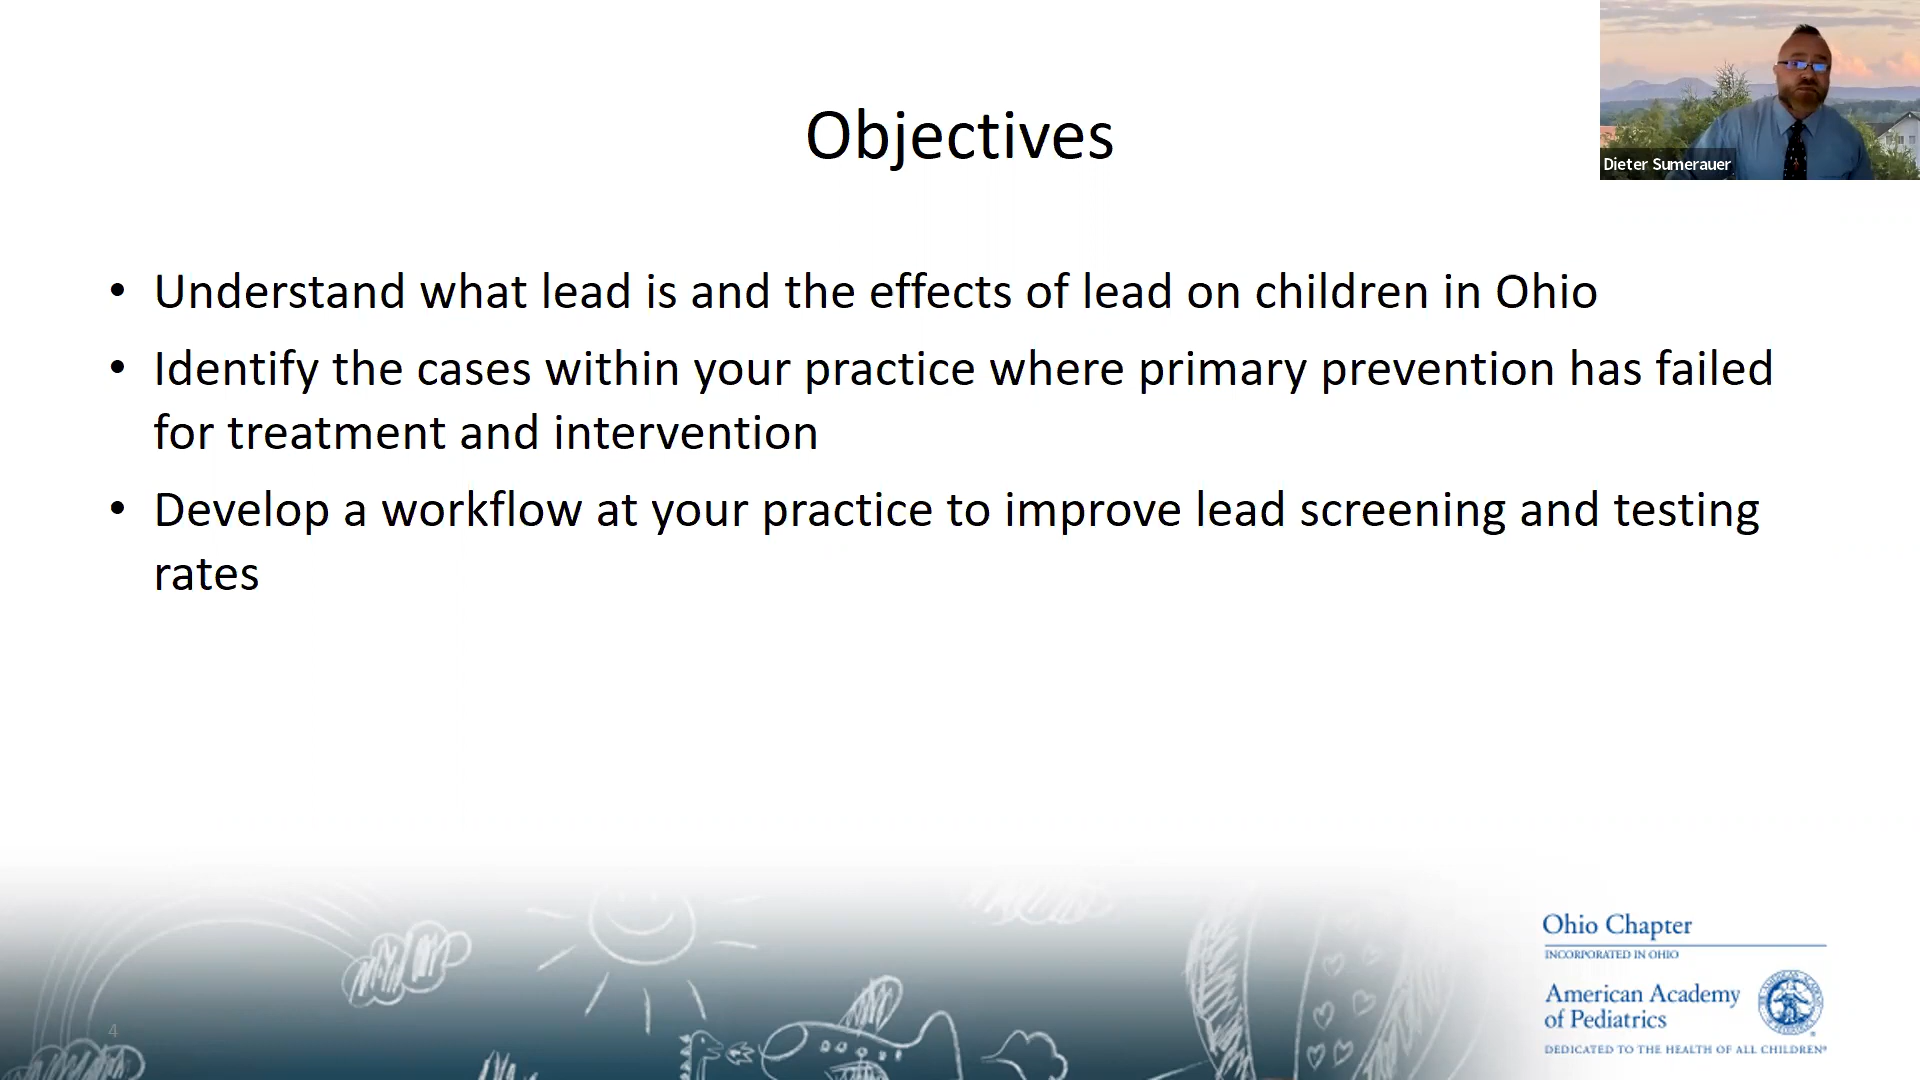 Objectives
Dieter Sumerauer
• Understand what lead is and the effects of lead on children in Ohio
• Identify the cases within your practice where primary prevention has failed
for treatment and intervention
• Develop a workflow at your practice to improve lead screening and testing
rates
4
Ohio Chapter
INCORPORATED IN OHIO
American Academy
of Pediatrics
DEDICATED TO THE HEALTH OF ALL CHILDREN®